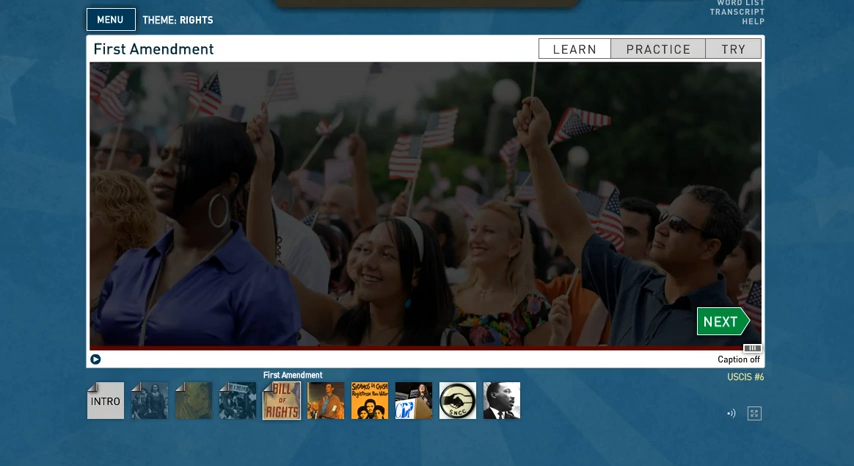 WORD LIST
TRANSCRIPT
HELP
MENU
THEME: RIGHTS
First Amendment
LEARN
PRACTICE
TRY
NEXT
Caption off
First Amendment
USCIS #6
INTRO
BILL
OF
RIGHTS
SNCC